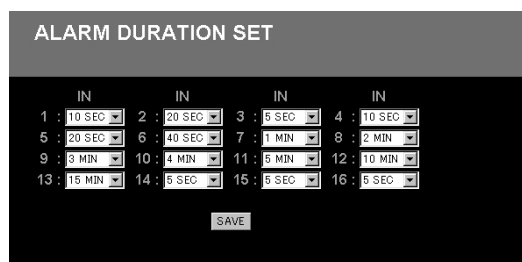 ALARM DURATION SET
IN IN IN IN
1 : 10 SEC 2 : 20 SEC 3 : 5 SEC 4 : 10 SEC
5 : 20 SEC 6 : 40 SEC 7 : 1 MIN 8 : 2 MIN
9 : 3 MIN 10 : 4 MIN 11 : 5 MIN 12 : 10 MIN
13 : 15 MIN 14 : 5 SEC 15 : 5 SEC 16 : 5 SEC
SAVE